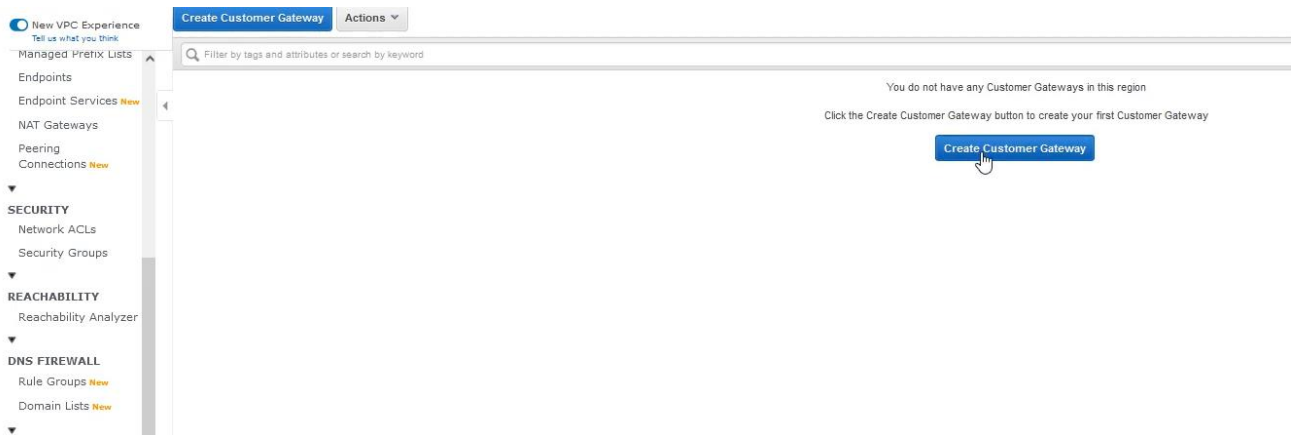 New VPC Experience
Tell us what you think
Managed Prefix Lists
Endpoints
Endpoint Services New
NAT Gateways
Peering
Connections New
SECURITY
Network ACLs
Security Groups
REACHABILITY
Reachability Analyzer
DNS FIREWALL
Rule Groups New
Domain Lists New
Create Customer Gateway
Actions
Filter by tags and attributes or search by keyword
You do not have any Customer Gateways in this region
Click the Create Customer Gateway button to create your first Customer Gateway
Create Customer Gateway